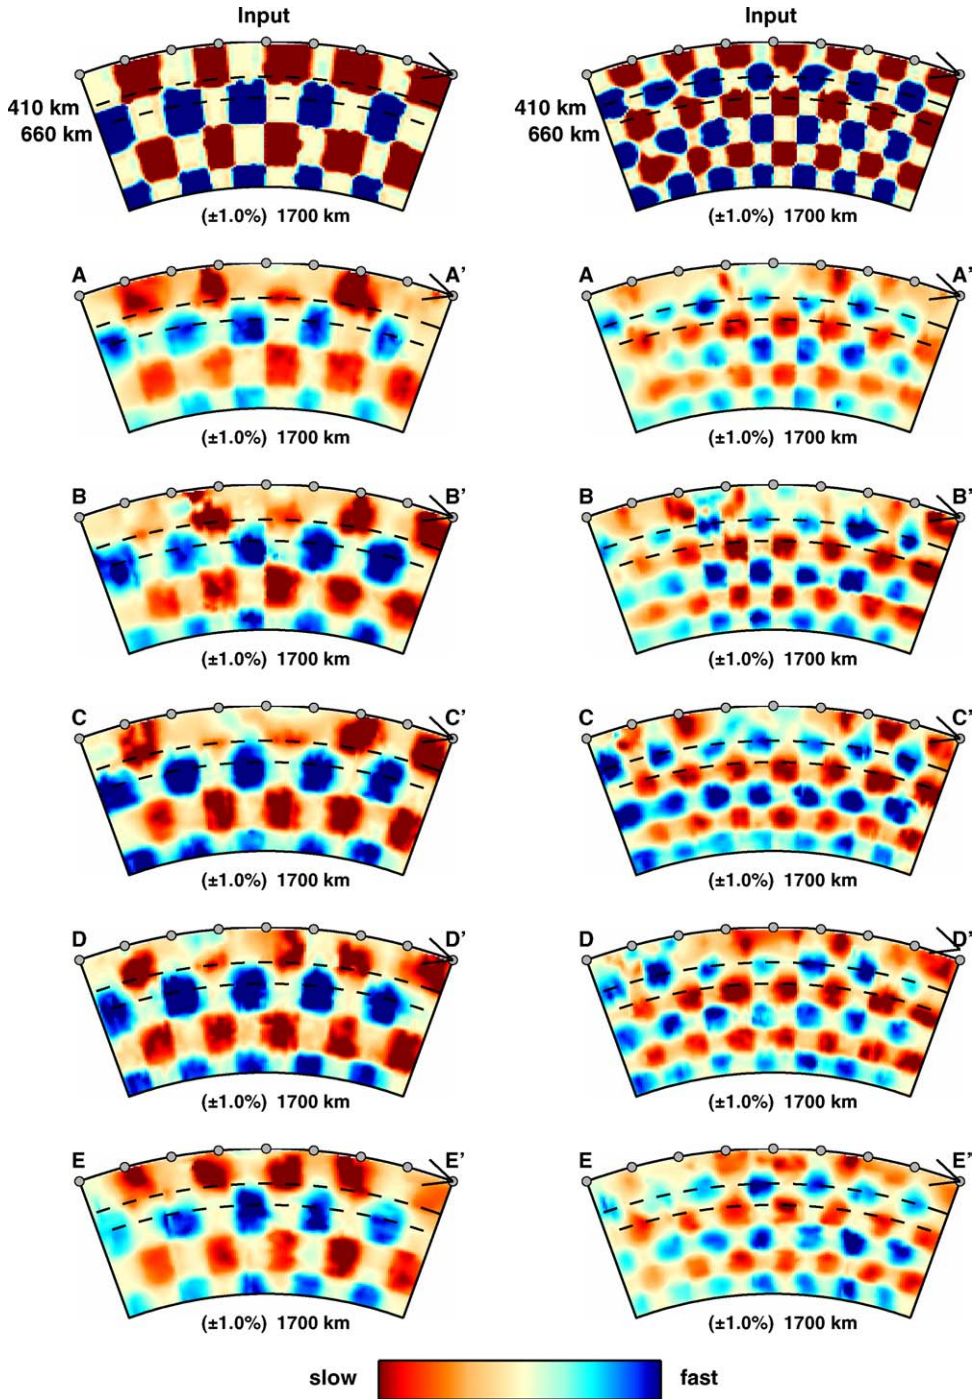 Input Input
410 km 410 km
660 km 660 km
(±1.0%) 1700 km (±1.0%) 1700 km
A A' A A'
(±1.0%) 1700 km (±1.0%) 1700 km
B B' B B'
(±1.0%) 1700 km (±1.0%) 1700 km
C C' C C'
(±1.0%) 1700 km (±1.0%) 1700 km
D D' D D'
(±1.0%) 1700 km (±1.0%) 1700 km
E E' E E'
(±1.0%) 1700 km (±1.0%) 1700 km
slow fast